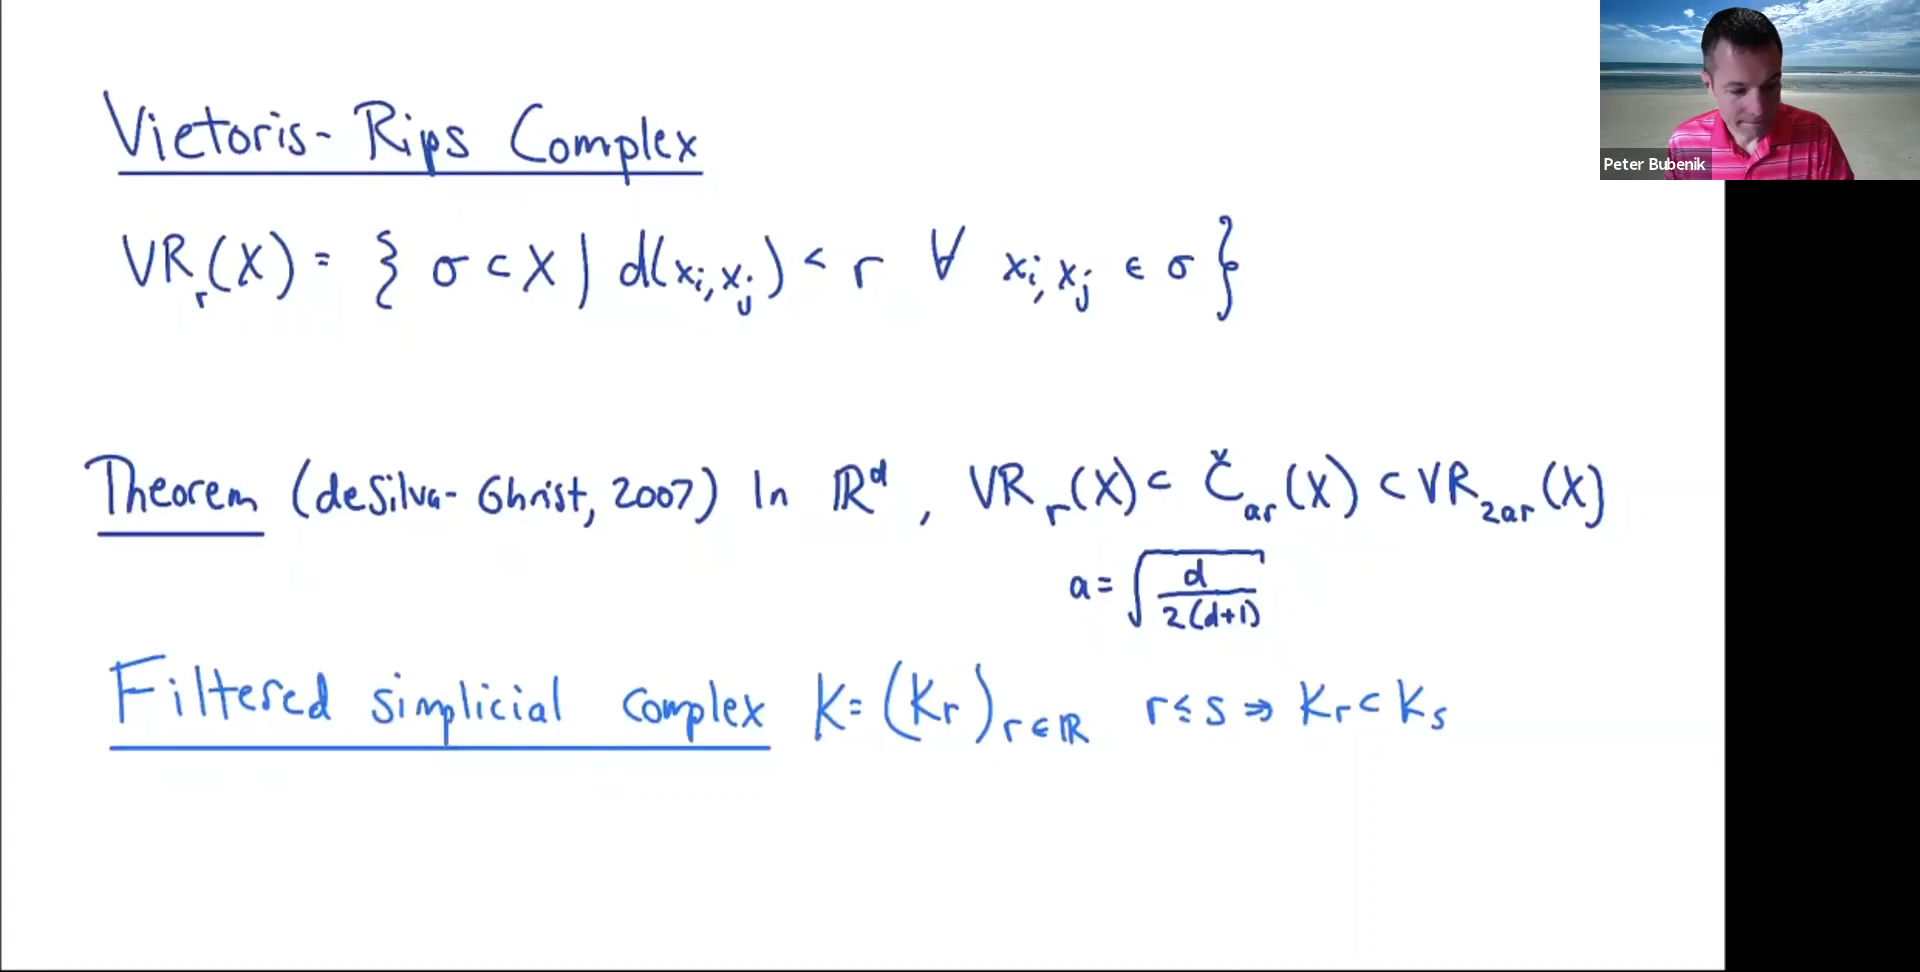 Vietoris-Rips Complex
VR_r(X) = { σ ⊂ X | d(x_i, x_j) < r ∀ x_i, x_j ∈ σ }
Theorem (deSilva-Ghrist, 2007) In ℝ^d, VR_r(X) ⊂ Č_ar(X) ⊂ VR_2ar(X)
a = √(d / 2(d+1))
Filtered simplicial complex K = (K_r)_r∈ℝ r ≤ s ⇒ K_r ⊂ K_s
Peter Bubenik